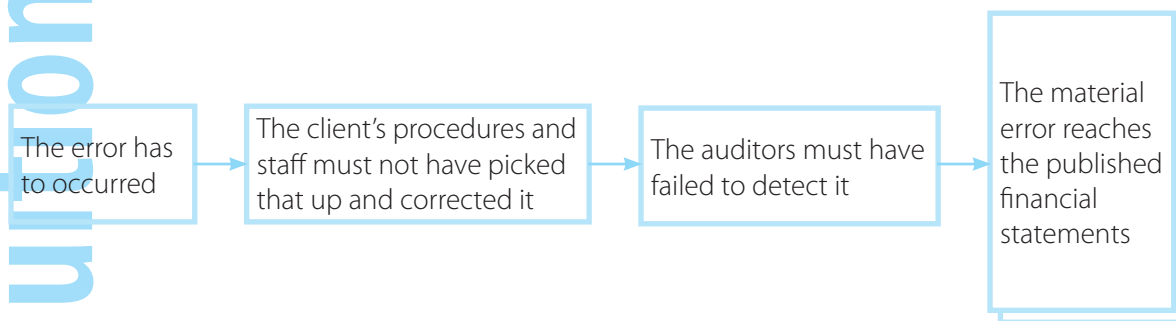 The error has
to occurred
The client’s procedures and
staff must not have picked
that up and corrected it
The auditors must have
failed to detect it
The material
error reaches
the published
financial
statements